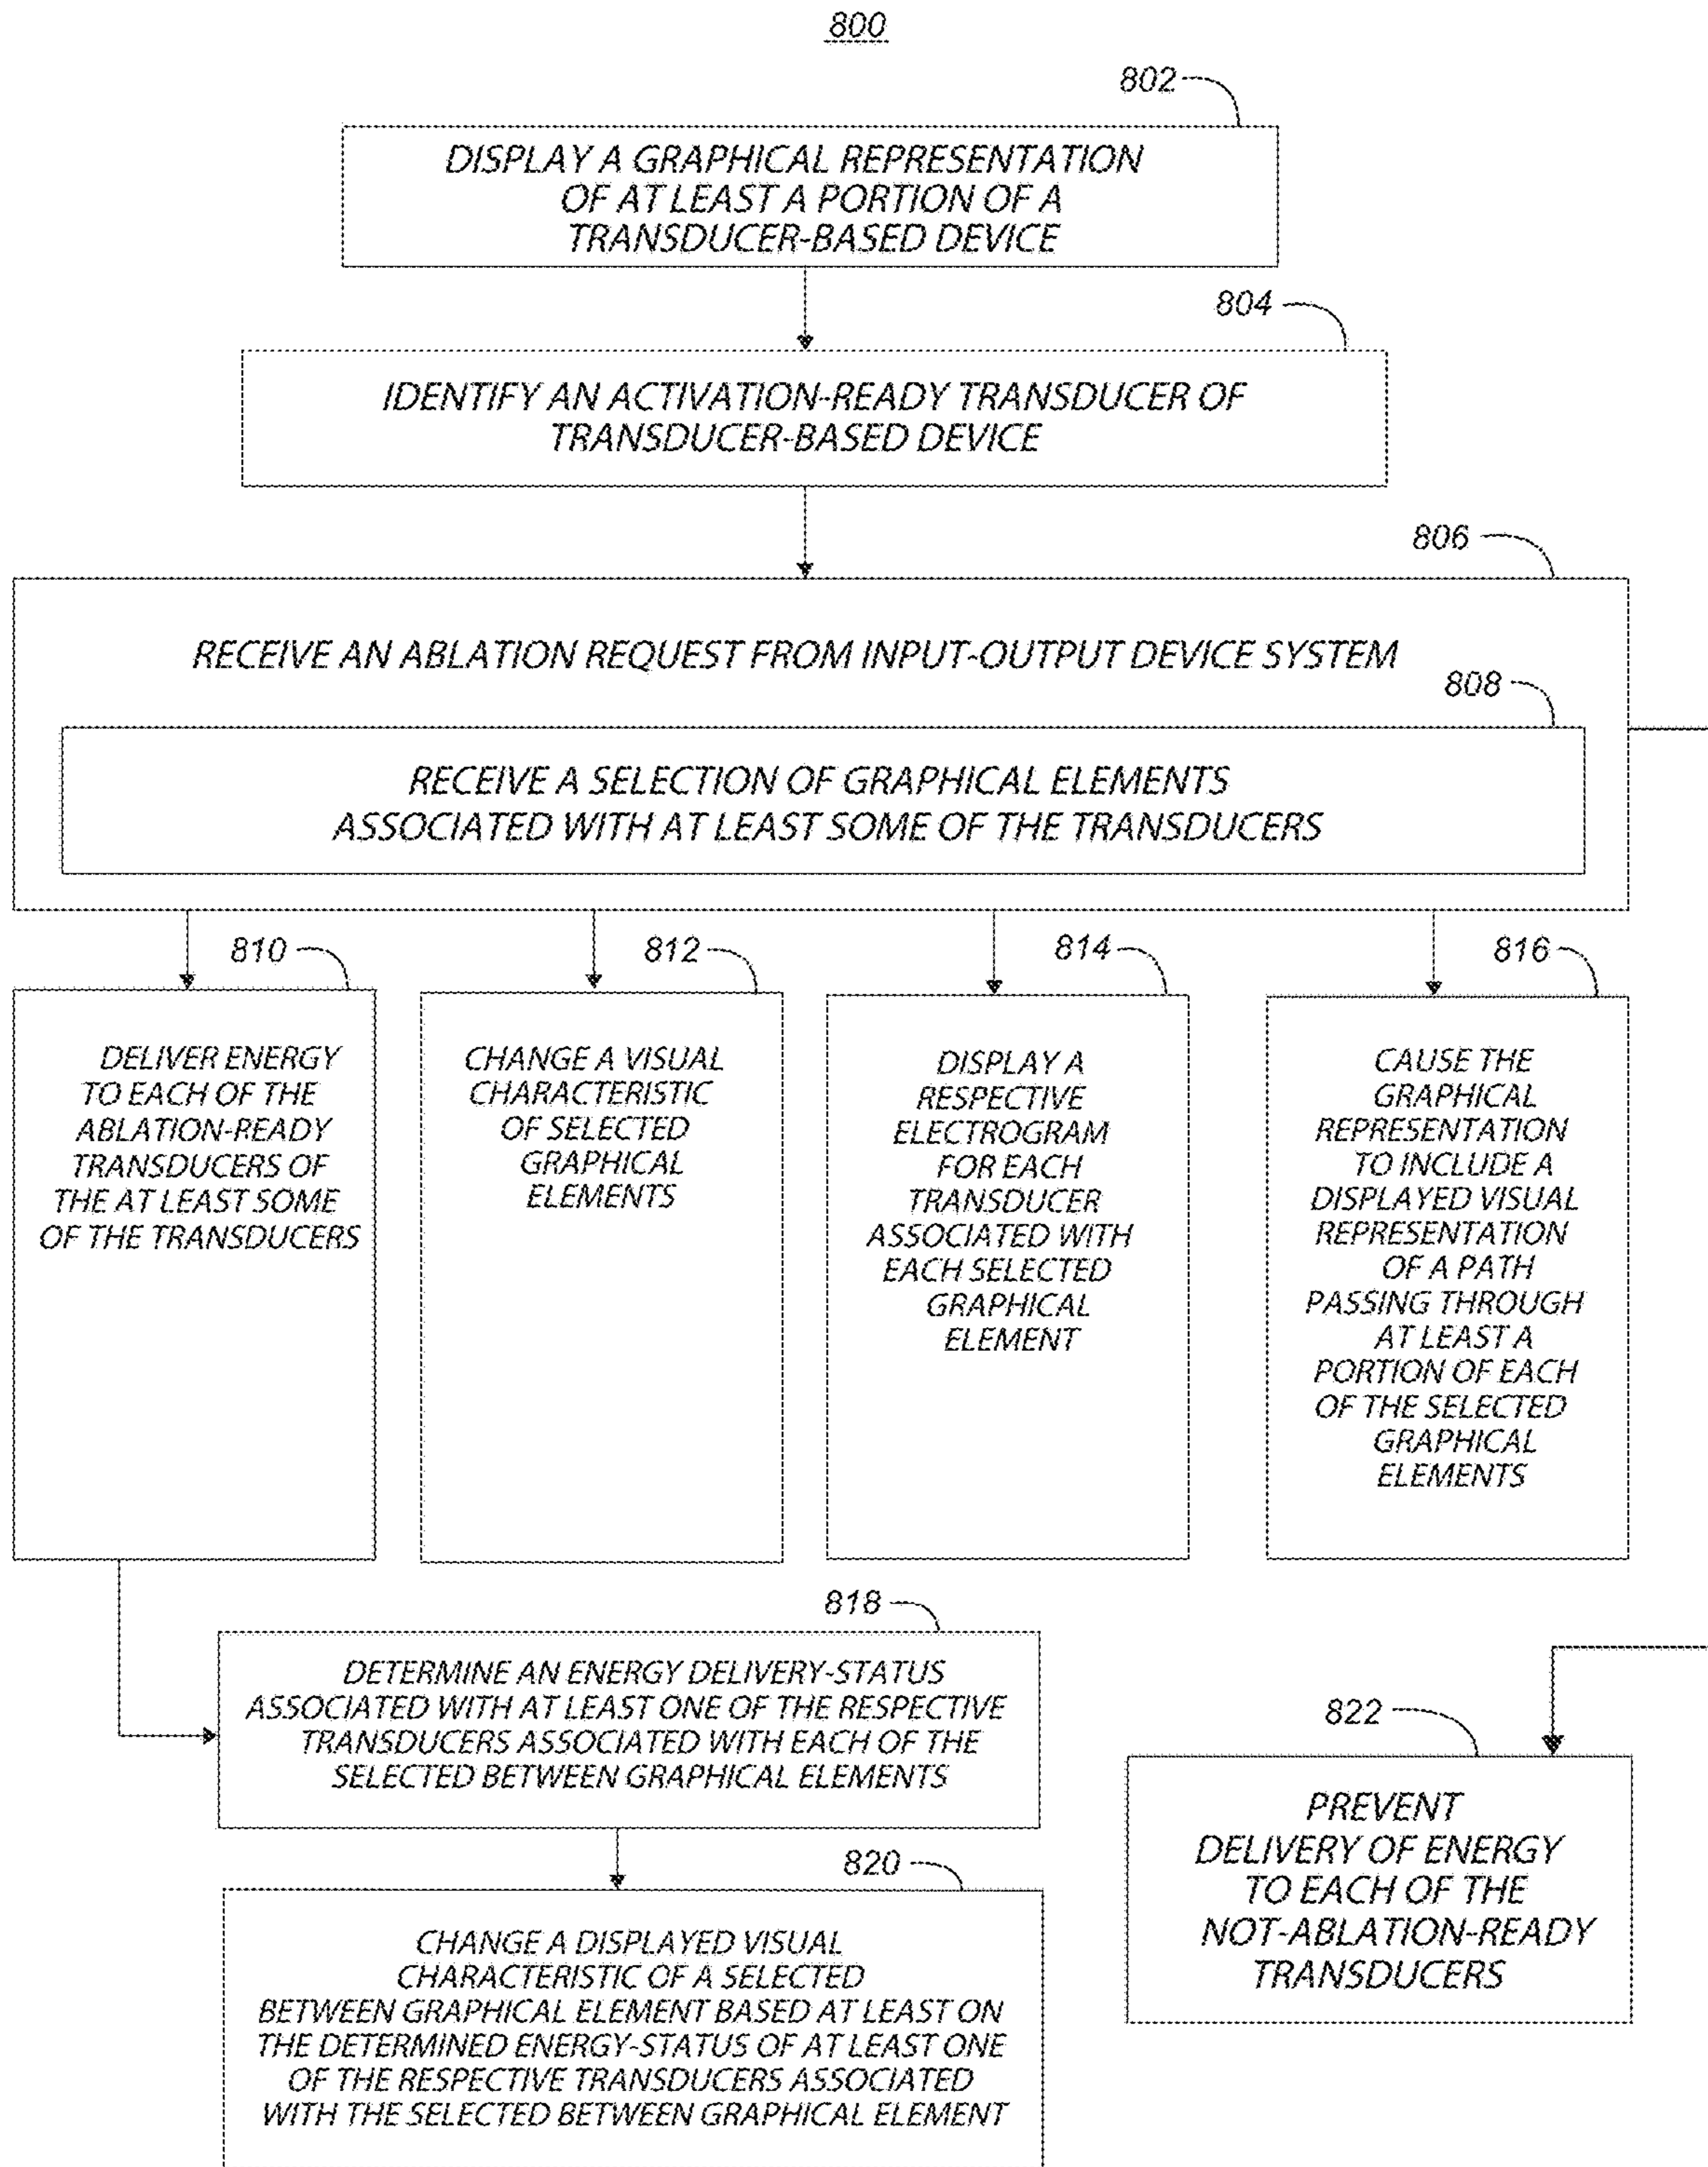 800
802
DISPLAY A GRAPHICAL REPRESENTATION
OF AT LEAST A PORTION OF A
TRANSDUCER-BASED DEVICE
804
IDENTIFY AN ACTIVATION-READY TRANSDUCER OF
TRANSDUCER-BASED DEVICE
806
RECEIVE AN ABLATION REQUEST FROM INPUT-OUTPUT DEVICE SYSTEM
808
RECEIVE A SELECTION OF GRAPHICAL ELEMENTS
ASSOCIATED WITH AT LEAST SOME OF THE TRANSDUCERS
810
DELIVER ENERGY
TO EACH OF THE
ABLATION-READY
TRANSDUCERS OF
THE AT LEAST SOME
OF THE TRANSDUCERS
812
CHANGE A VISUAL
CHARACTERISTIC
OF SELECTED
GRAPHICAL
ELEMENTS
814
DISPLAY A
RESPECTIVE
ELECTROGRAM
FOR EACH
TRANSDUCER
ASSOCIATED WITH
EACH SELECTED
GRAPHICAL
ELEMENT
816
CAUSE THE
GRAPHICAL
REPRESENTATION
TO INCLUDE A
DISPLAYED VISUAL
REPRESENTATION
OF A PATH
PASSING THROUGH
AT LEAST A
PORTION OF EACH
OF THE SELECTED
GRAPHICAL
ELEMENTS
818
DETERMINE AN ENERGY DELIVERY-STATUS
ASSOCIATED WITH AT LEAST ONE OF THE RESPECTIVE
TRANSDUCERS ASSOCIATED WITH EACH OF THE
SELECTED BETWEEN GRAPHICAL ELEMENTS
820
CHANGE A DISPLAYED VISUAL
CHARACTERISTIC OF A SELECTED
BETWEEN GRAPHICAL ELEMENT BASED AT LEAST ON
THE DETERMINED ENERGY-STATUS OF AT LEAST ONE
OF THE RESPECTIVE TRANSDUCERS ASSOCIATED
WITH THE SELECTED BETWEEN GRAPHICAL ELEMENT
822
PREVENT
DELIVERY OF ENERGY
TO EACH OF THE
NOT-ABLATION-READY
TRANSDUCERS